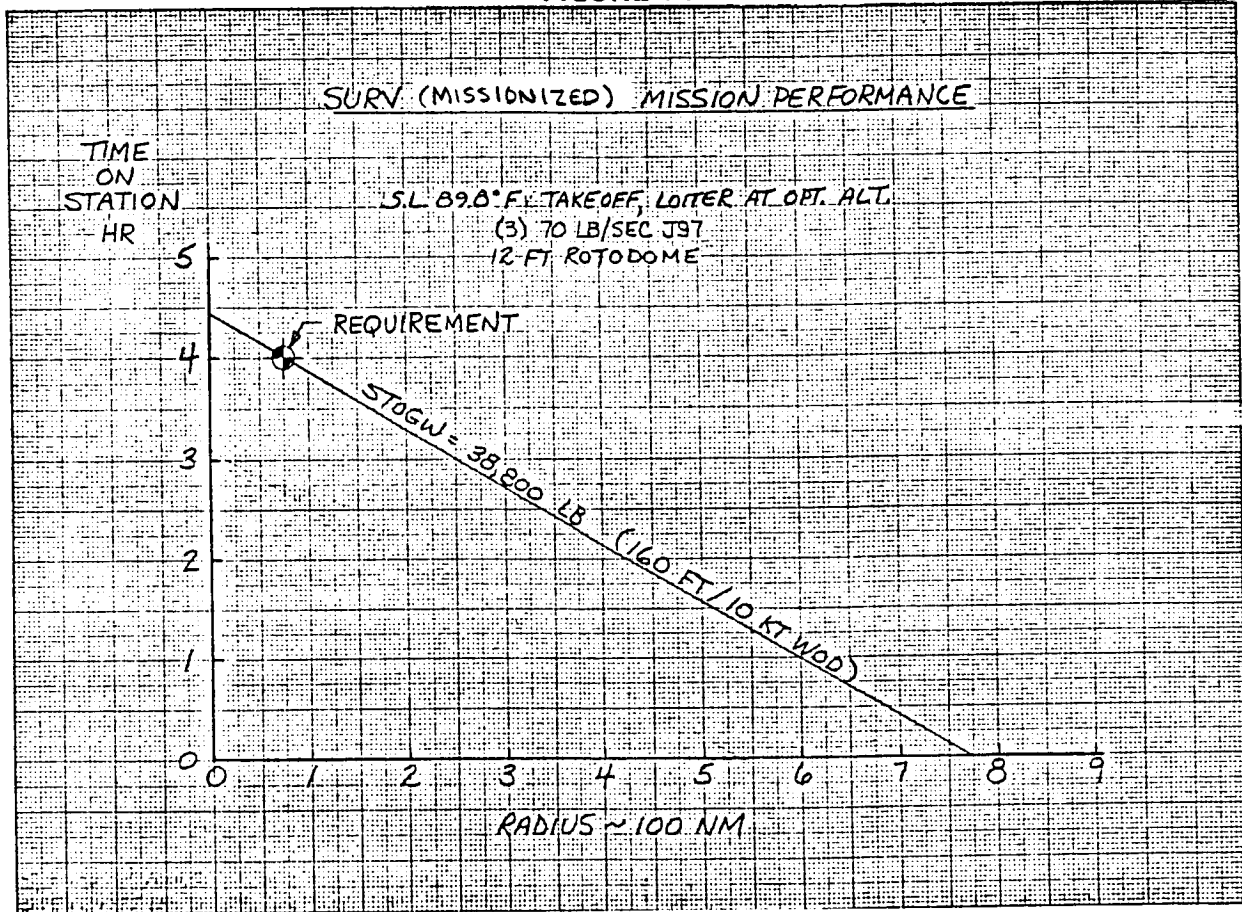 SURV. (MISSIONIZED) MISSION PERFORMANCE
TIME
ON
STATION
HR
S.L. 89.8°F TAKEOFF, LOITER AT OPT. ALT.
(3) 70 LB/SEC J97
12-FT ROTODOME
5
REQUIREMENT
4
STOGW = 38,800 LB (160 FT/10 KT WOD)
3
2
1
0
0 1 2 3 4 5 6 7 8 9
RADIUS ~ 100 NM